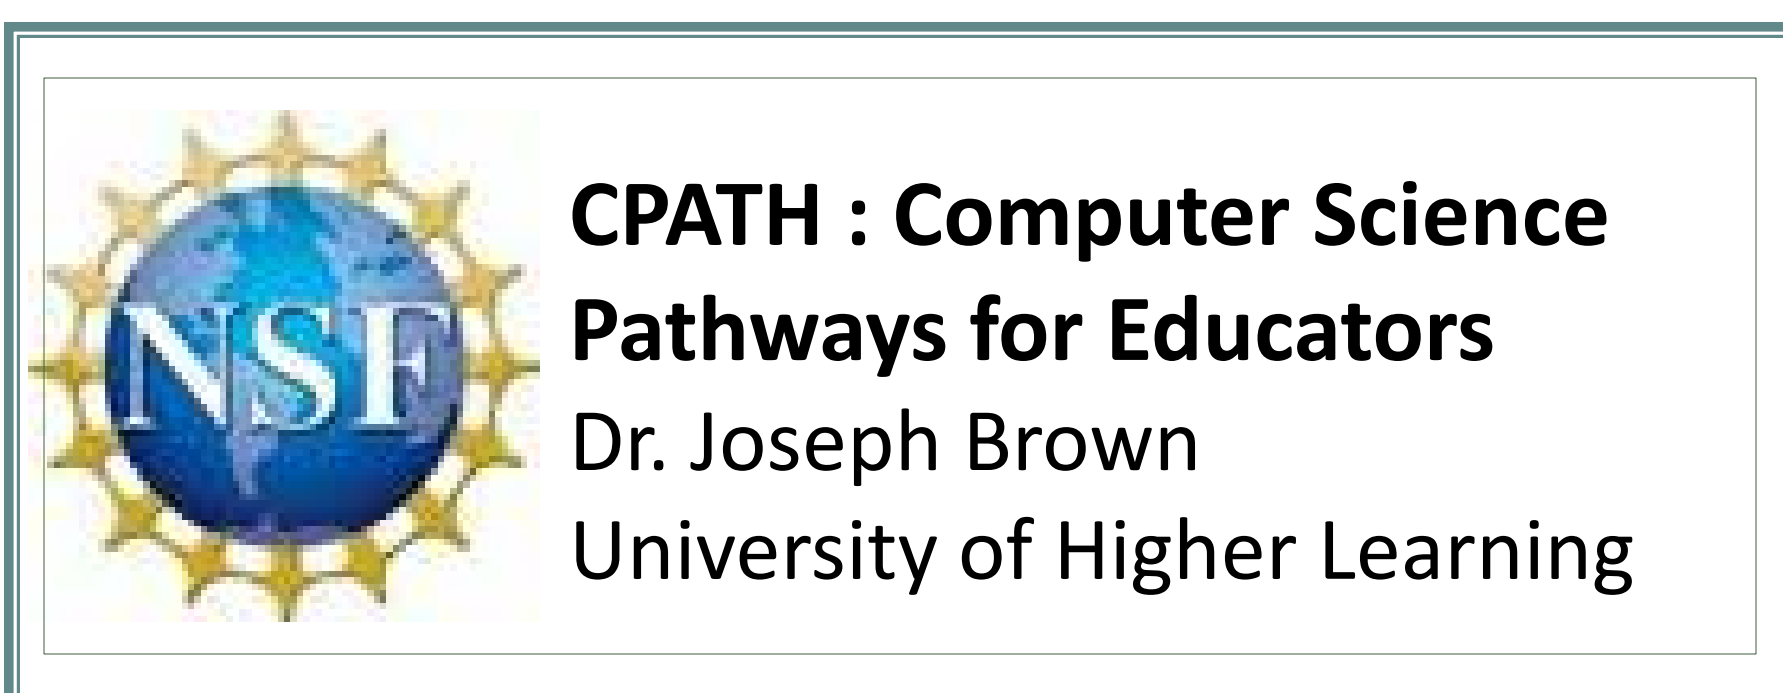 NSF
CPATH : Computer Science
Pathways for Educators
Dr. Joseph Brown
University of Higher Learning